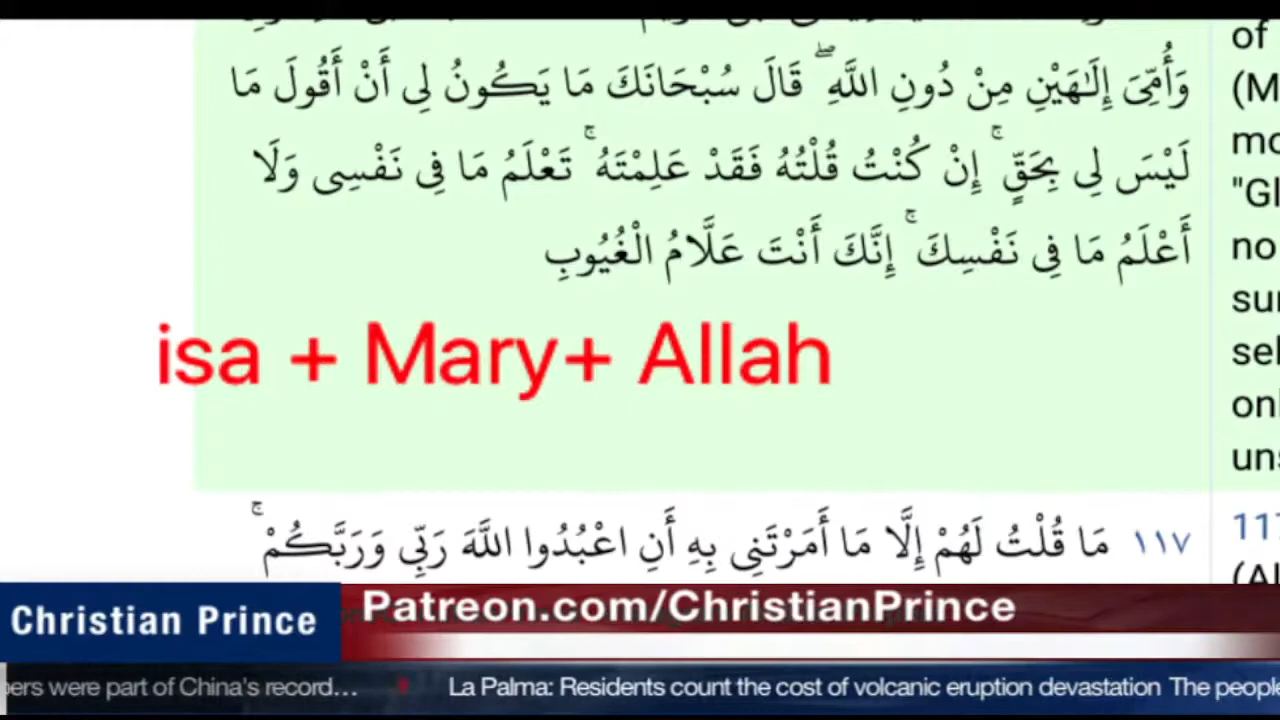 وَأُمِّىَ إِلَـٰهَيْنِ مِنْ دُونِ اللَّهِ ۖ قَالَ سُبْحَانَكَ مَا يَكُونُ لِى أَنْ أَقُولَ مَا
لَيْسَ لِى بِحَقٍّ ۚ إِنْ كُنْتُ قُلْتُهُ فَقَدْ عَلِمْتَهُ ۚ تَعْلَمُ مَا فِى نَفْسِى وَلَا
أَعْلَمُ مَا فِى نَفْسِكَ ۚ إِنَّكَ أَنْتَ عَلَّامُ الْغُيُوبِ
of
(M
mo
"Gl
no
sur
sel
onl
uns
isa + Mary+ Allah
١١٧ مَا قُلْتُ لَهُمْ إِلَّا مَا أَمَرْتَنِى بِهِ أَنِ اعْبُدُوا اللَّهَ رَبِّى وَرَبَّكُمْ ۚ
117
(Al
Christian Prince
Patreon.com/ChristianPrince
were part of China's record... La Palma: Residents count the cost of volcanic eruption devastation The people